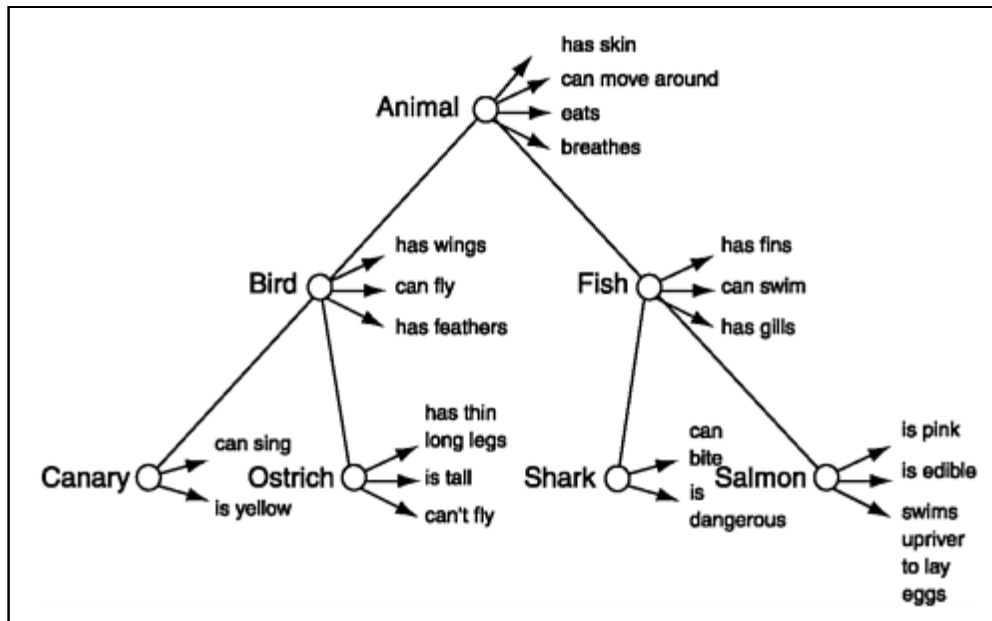 has skin
can move around
Animal
eats
breathes
has wings
Bird
can fly
has feathers
has fins
Fish
can swim
has gills
can sing
Canary
is yellow
has thin
long legs
Ostrich
is tall
can't fly
can
bite
Shark
is
dangerous
is pink
Salmon
is edible
swims
upriver
to lay
eggs